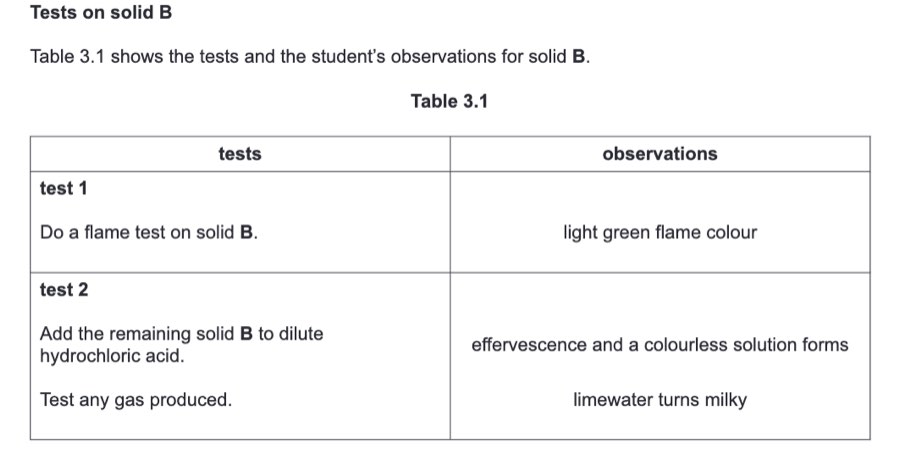 Tests on solid B
Table 3.1 shows the tests and the student's observations for solid B.
Table 3.1
tests
observations
test 1
Do a flame test on solid B.
light green flame colour
test 2
Add the remaining solid B to dilute
hydrochloric acid.
effervescence and a colourless solution forms
Test any gas produced.
limewater turns milky